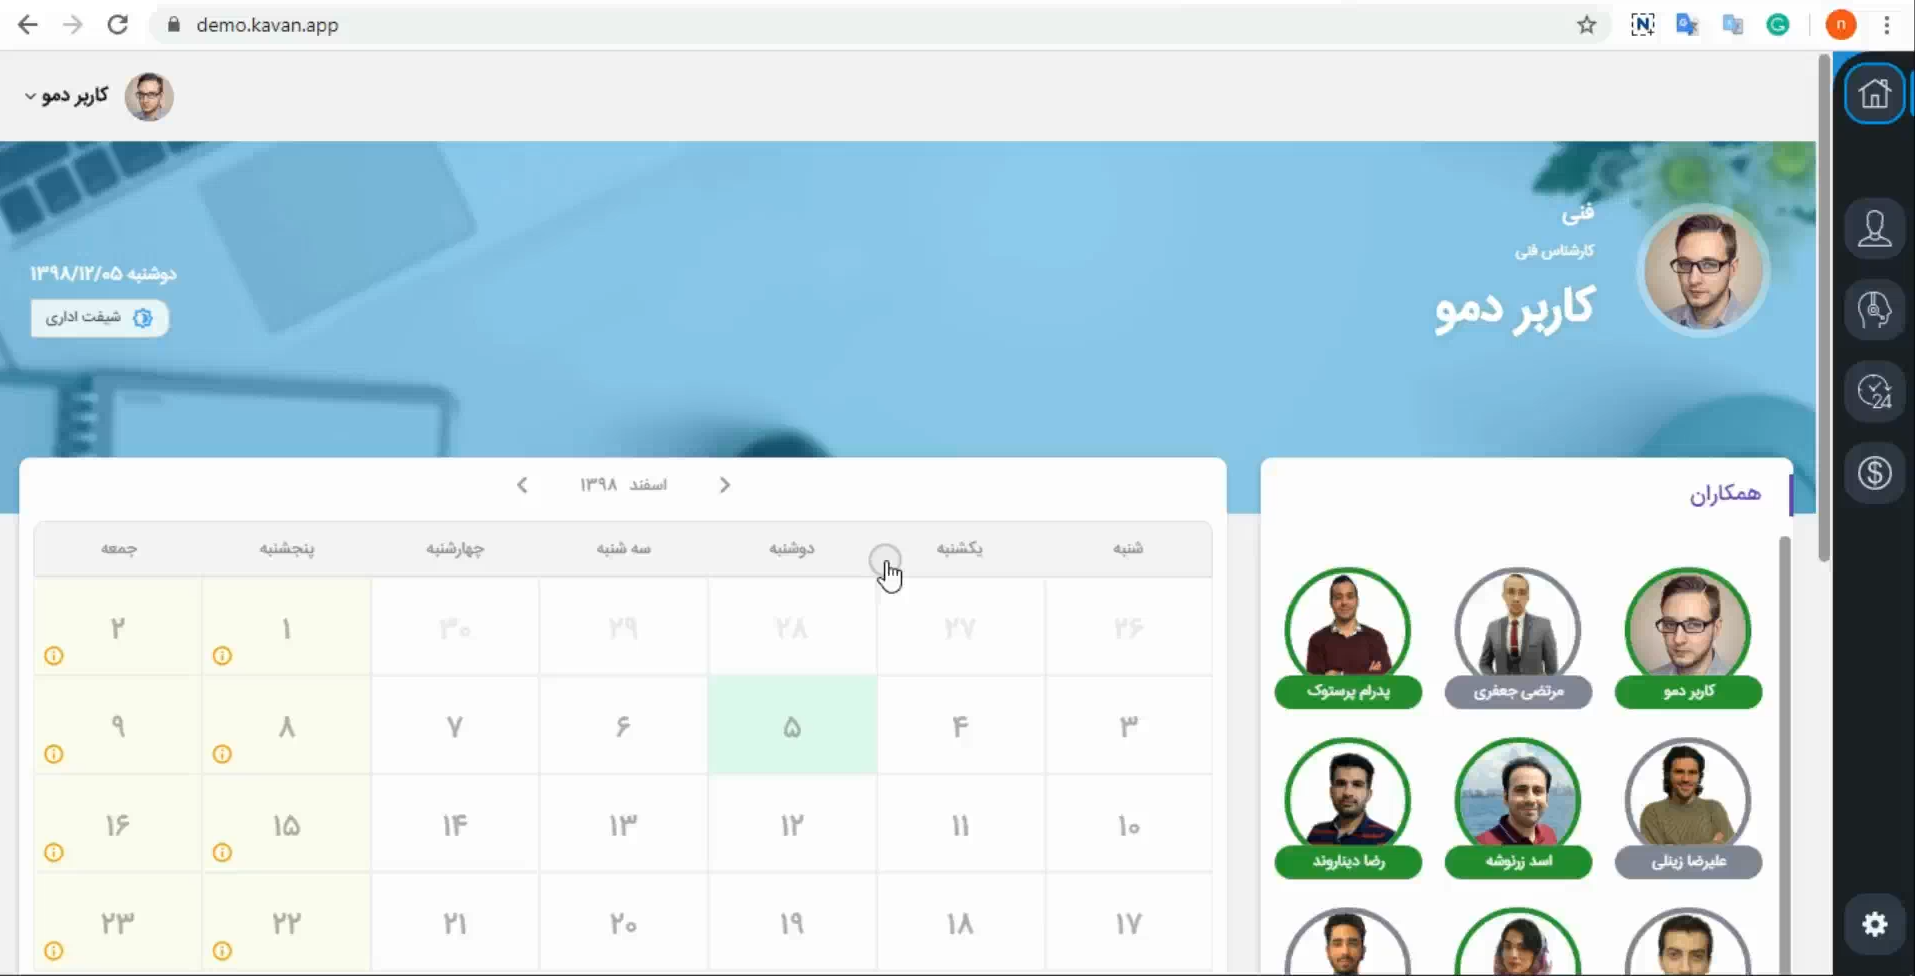 demo.kavan.app
n
کاربر دمو
فنی
کارشناس فنی
کاربر دمو
دوشنبه ۱۳۹۸/۱۲/۰۵
شیفت اداری
24
همکاران
اسفند ۱۳۹۸
شنبه یکشنبه دوشنبه سه شنبه چهارشنبه پنجشنبه جمعه
۲۶ ۲۷ ۲۸ ۲۹ ۳۰ ۱ ۲
۳ ۴ ۵ ۶ ۷ ۸ ۹
۱۰ ۱۱ ۱۲ ۱۳ ۱۴ ۱۵ ۱۶
۱۷ ۱۸ ۱۹ ۲۰ ۲۱ ۲۲ ۲۳
کاربر دمو مرتضی جعفری پدرام پرستوک
علیرضا زینلی اسد زرنوشه رضا دیناروند